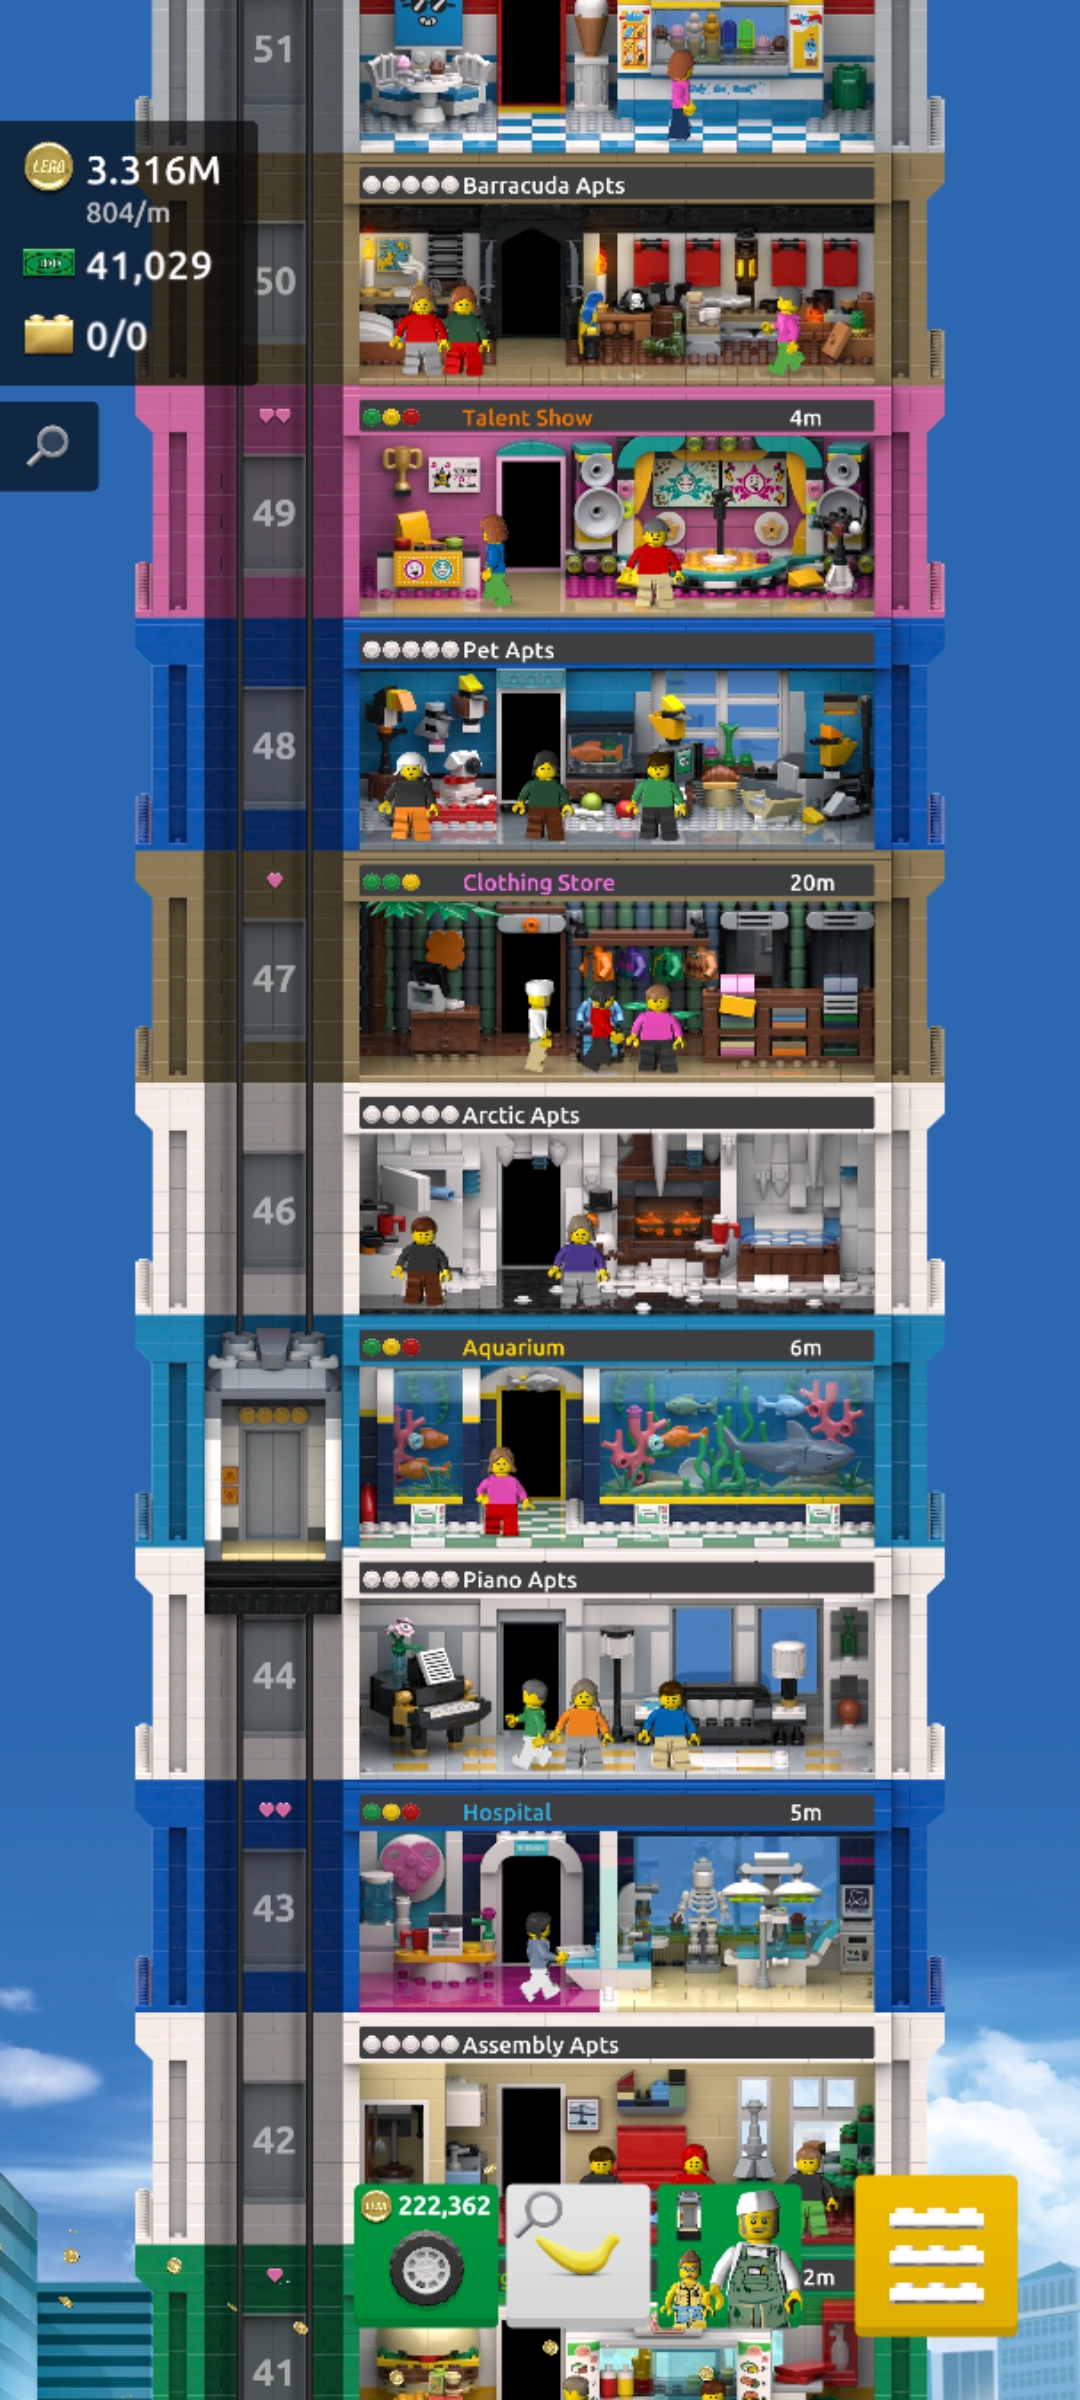 51
LEGO 3.316M
804/m
41,029
0/0
Barracuda Apts
50
Talent Show 4m
49
Pet Apts
48
Clothing Store 20m
47
Arctic Apts
46
Aquarium 6m
Piano Apts
44
Hospital 5m
43
Assembly Apts
42
222,362
2m
41